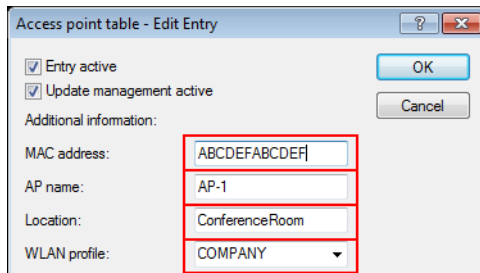 Access point table - Edit Entry
Entry active
OK
Update management active
Cancel
Additional information:
MAC address: ABCDEFABCDEF
AP name: AP-1
Location: ConferenceRoom
WLAN profile: COMPANY